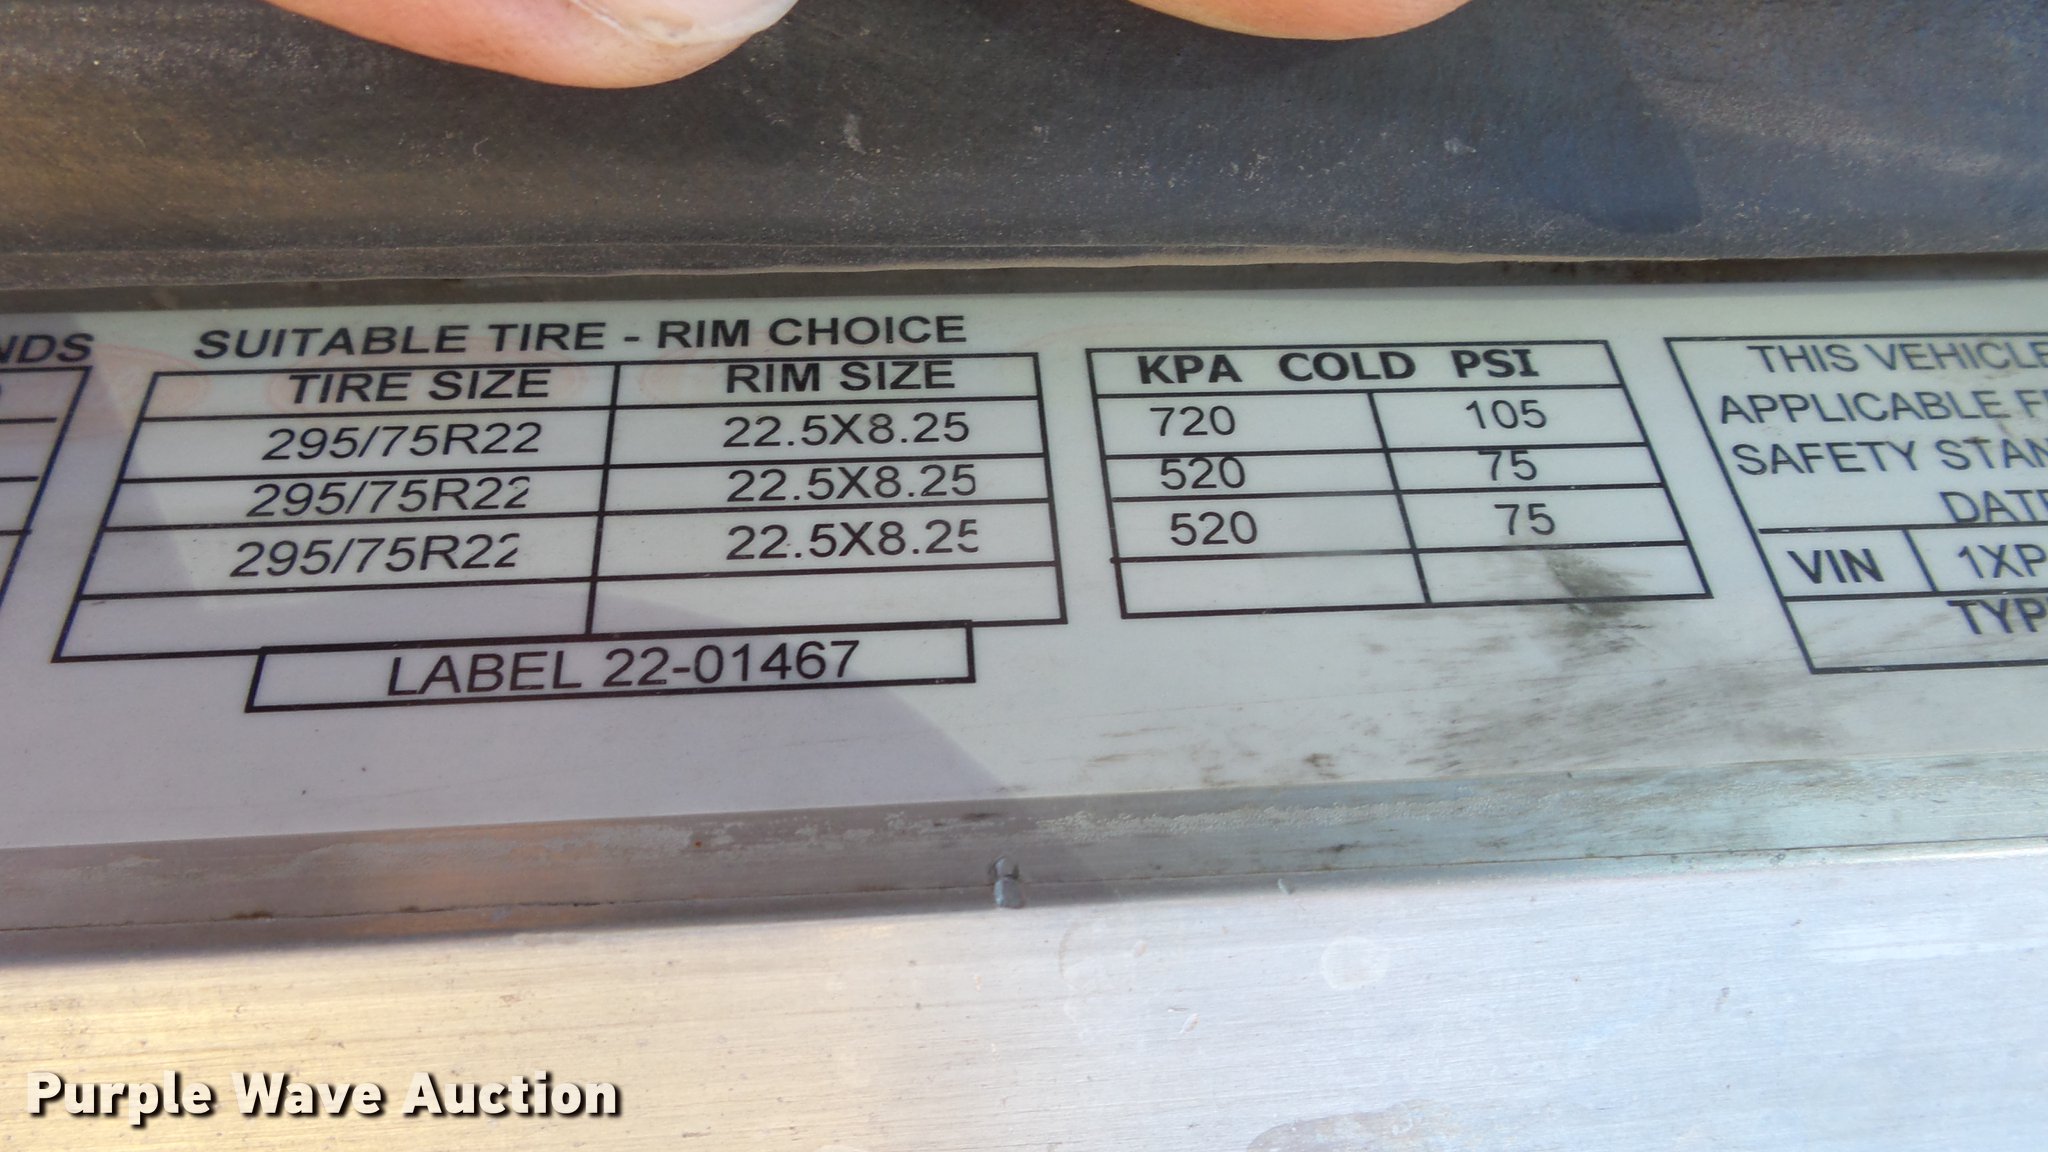 NDS
SUITABLE TIRE - RIM CHOICE
TIRE SIZE RIM SIZE
295/75R22 22.5X8.25
295/75R22 22.5X8.25
295/75R22 22.5X8.25
LABEL 22-01467
KPA COLD PSI
720 105
520 75
520 75
THIS VEHICLE
APPLICABLE F
SAFETY STAN
DATE
VIN 1XP
TYP
Purple Wave Auction